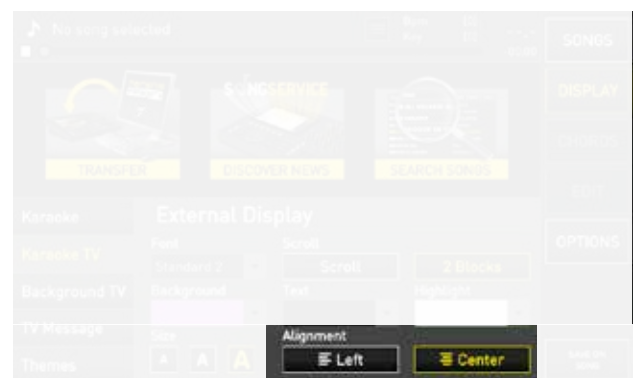 No song selected
SONGS
SONGSERVICE
DISPLAY
TRANSFER
DISCOVER NEWS
SEARCH SONGS
Karaoke
External Display
OPTIONS
Font
Scroll
Karaoke TV
Standard 2
Scroll
2 Blocks
Background TV
Background
Text
Highlight
TV Message
Size
Alignment
A A A
Left
Center
Themes